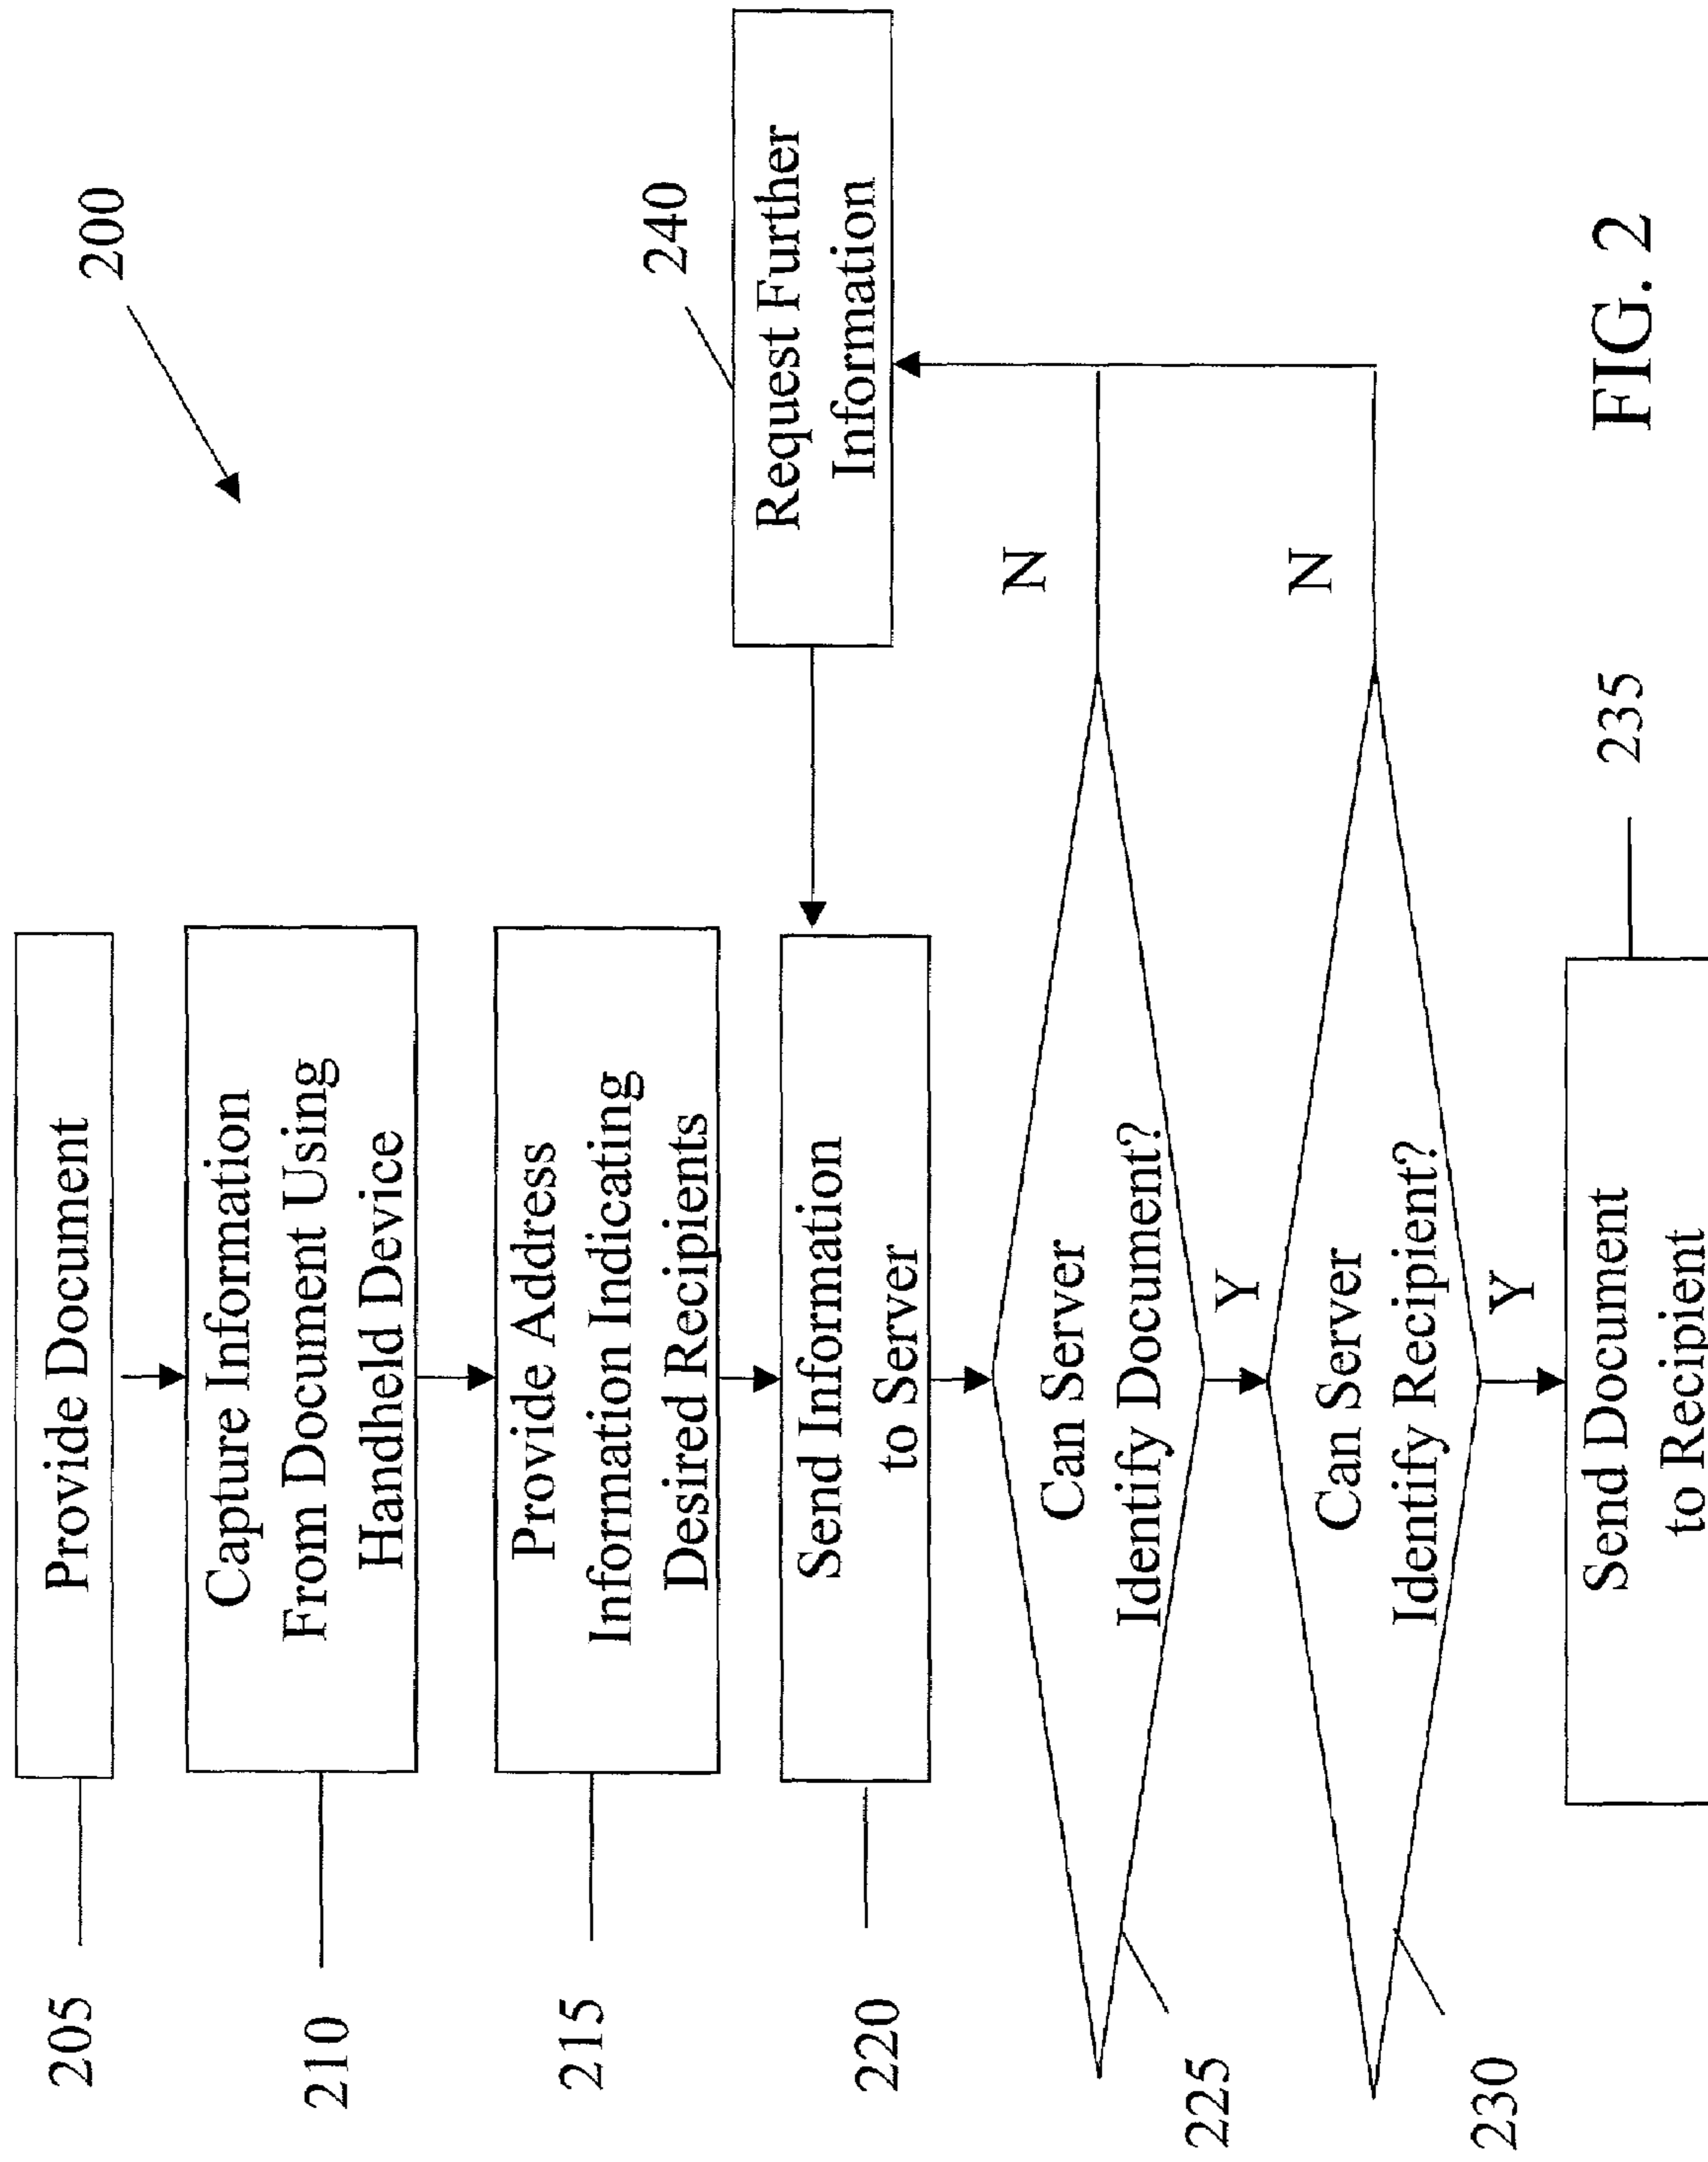 200
205
Provide Document
210
Capture Information
From Document Using
Handheld Device
215
Provide Address
Information Indicating
Desired Recipients
240
Request Further
Information
220
Send Information
to Server
225
Can Server
Identify Document?
N
Y
230
Can Server
Identify Recipient?
N
Y
235
Send Document
to Recipient
FIG. 2